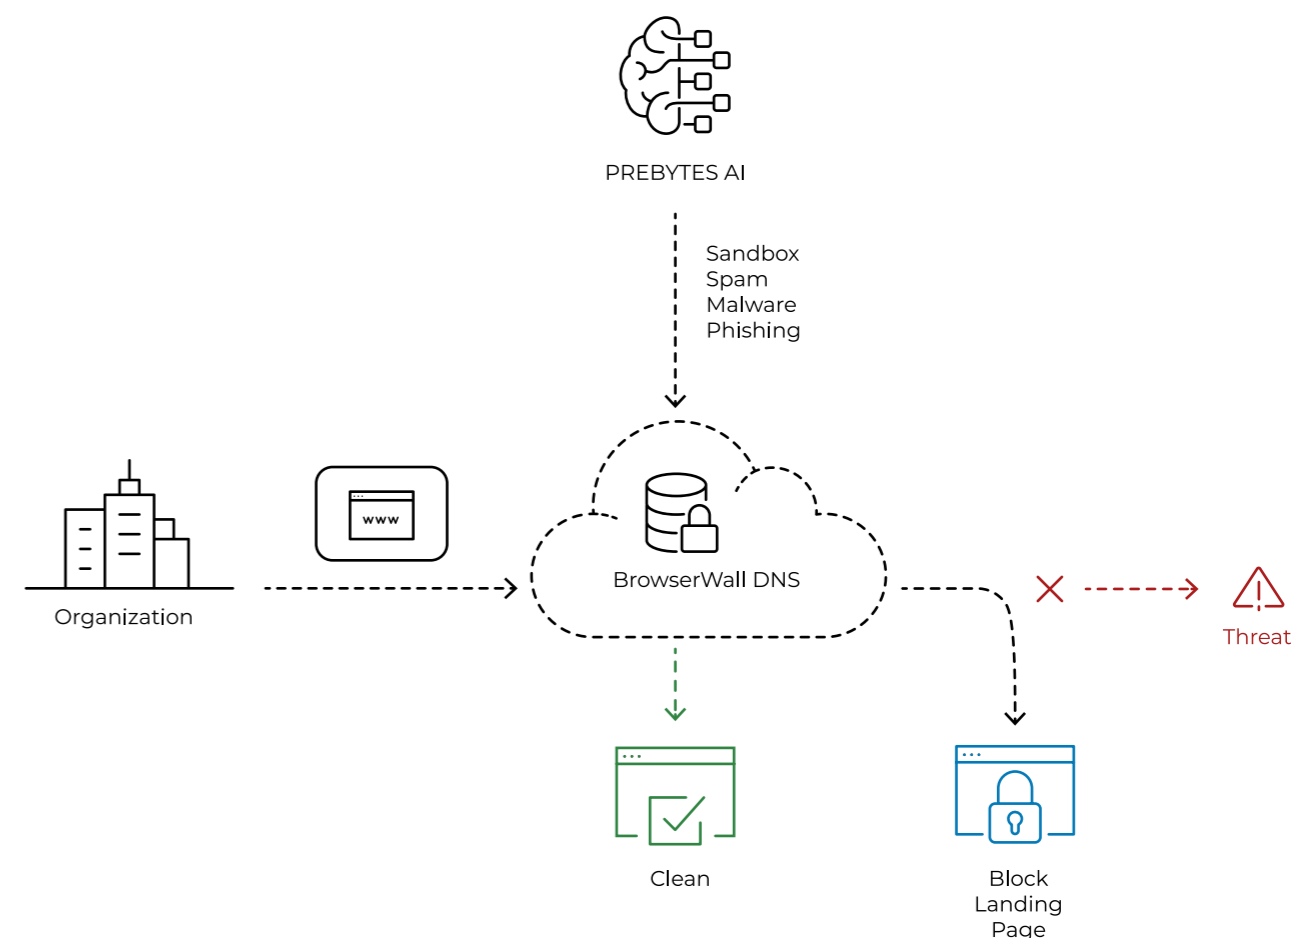 PREBYTES AI
Sandbox
Spam
Malware
Phishing
www
BrowserWall DNS
Organization
Threat
Clean
Block
Landing
Page